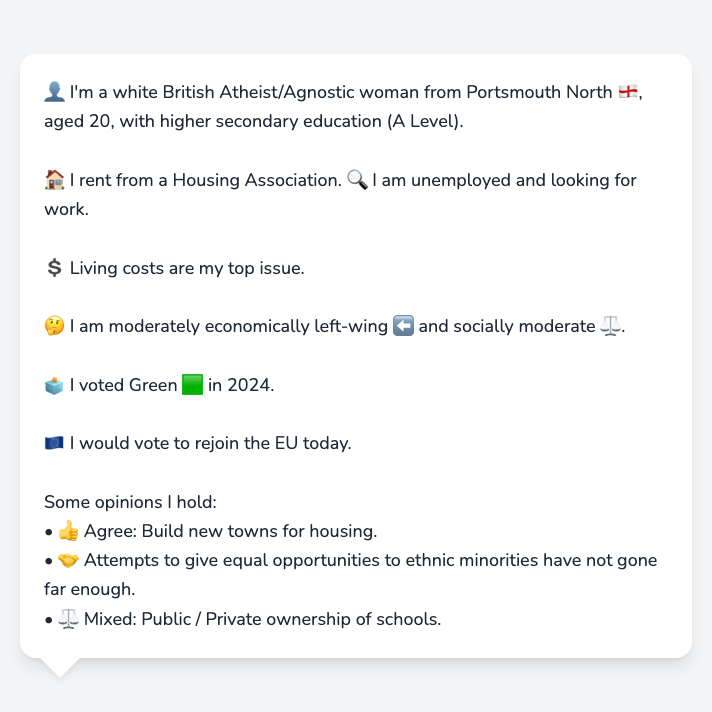 👤 I'm a white British Atheist/Agnostic woman from Portsmouth North 🏴󠁧󠁢󠁥󠁮󠁧󠁿,
aged 20, with higher secondary education (A Level).
🏠 I rent from a Housing Association. 🔍 I am unemployed and looking for
work.
💲 Living costs are my top issue.
🤔 I am moderately economically left-wing ⬅️ and socially moderate ⚖️.
🗳️ I voted Green 🟩 in 2024.
🇪🇺 I would vote to rejoin the EU today.
Some opinions I hold:
• 👍 Agree: Build new towns for housing.
• 🤝 Attempts to give equal opportunities to ethnic minorities have not gone
far enough.
• ⚖️ Mixed: Public / Private ownership of schools.